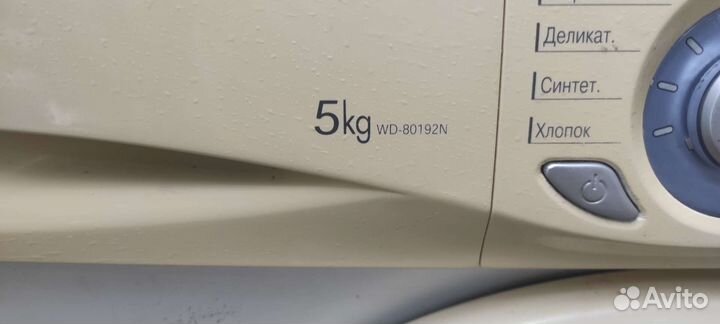 Деликат.
Синтет.
Хлопок
5kg WD-80192N
Avito